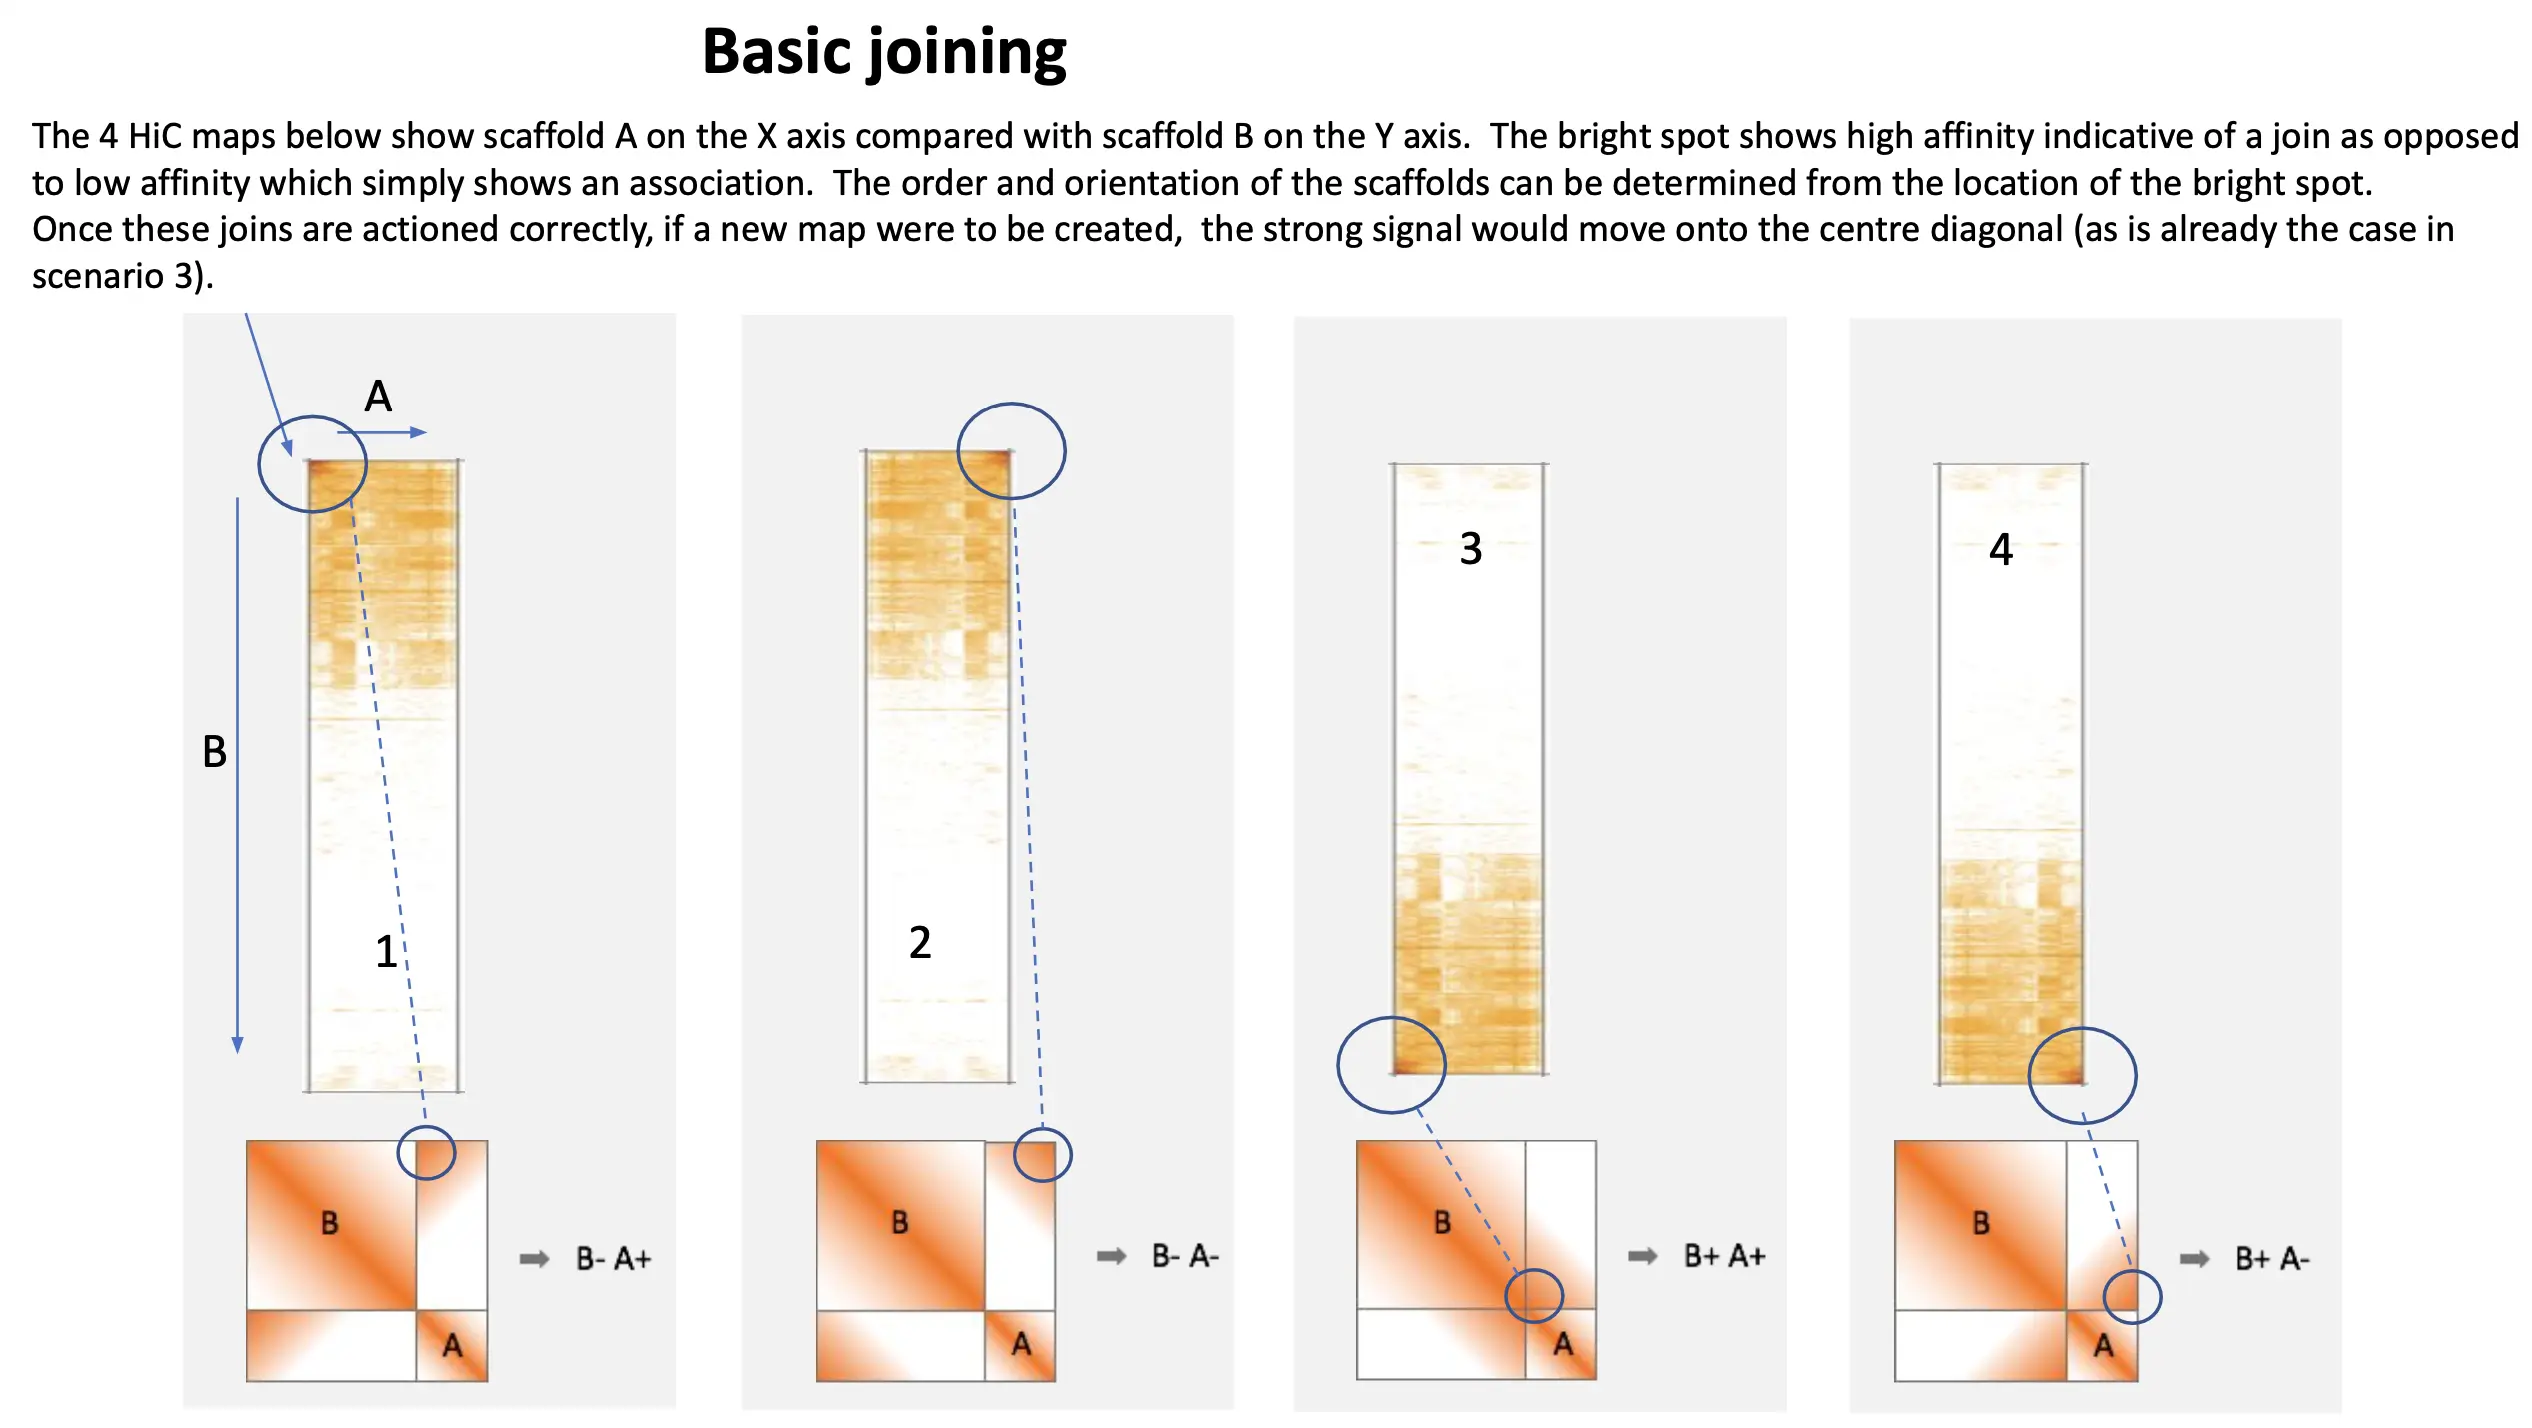 Basic joining
The 4 HiC maps below show scaffold A on the X axis compared with scaffold B on the Y axis.  The bright spot shows high affinity indicative of a join as opposed
to low affinity which simply shows an association.  The order and orientation of the scaffolds can be determined from the location of the bright spot.
Once these joins are actioned correctly, if a new map were to be created,  the strong signal would move onto the centre diagonal (as is already the case in
scenario 3).
A
B
1
2
3
4
B
A
B- A+
B
A
B- A-
B
A
B+ A+
B
A
B+ A-